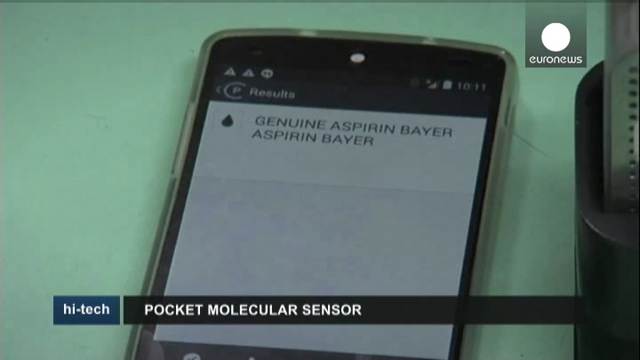 euronews
10:11
Results
GENUINE ASPIRIN BAYER
ASPIRIN BAYER
hi-tech
POCKET MOLECULAR SENSOR